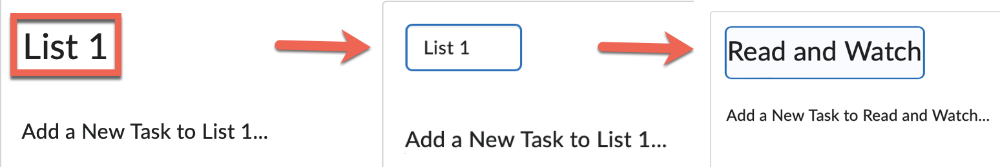 List 1
Add a New Task to List 1...
List 1
Add a New Task to List 1...
Read and Watch
Add a New Task to Read and Watch...